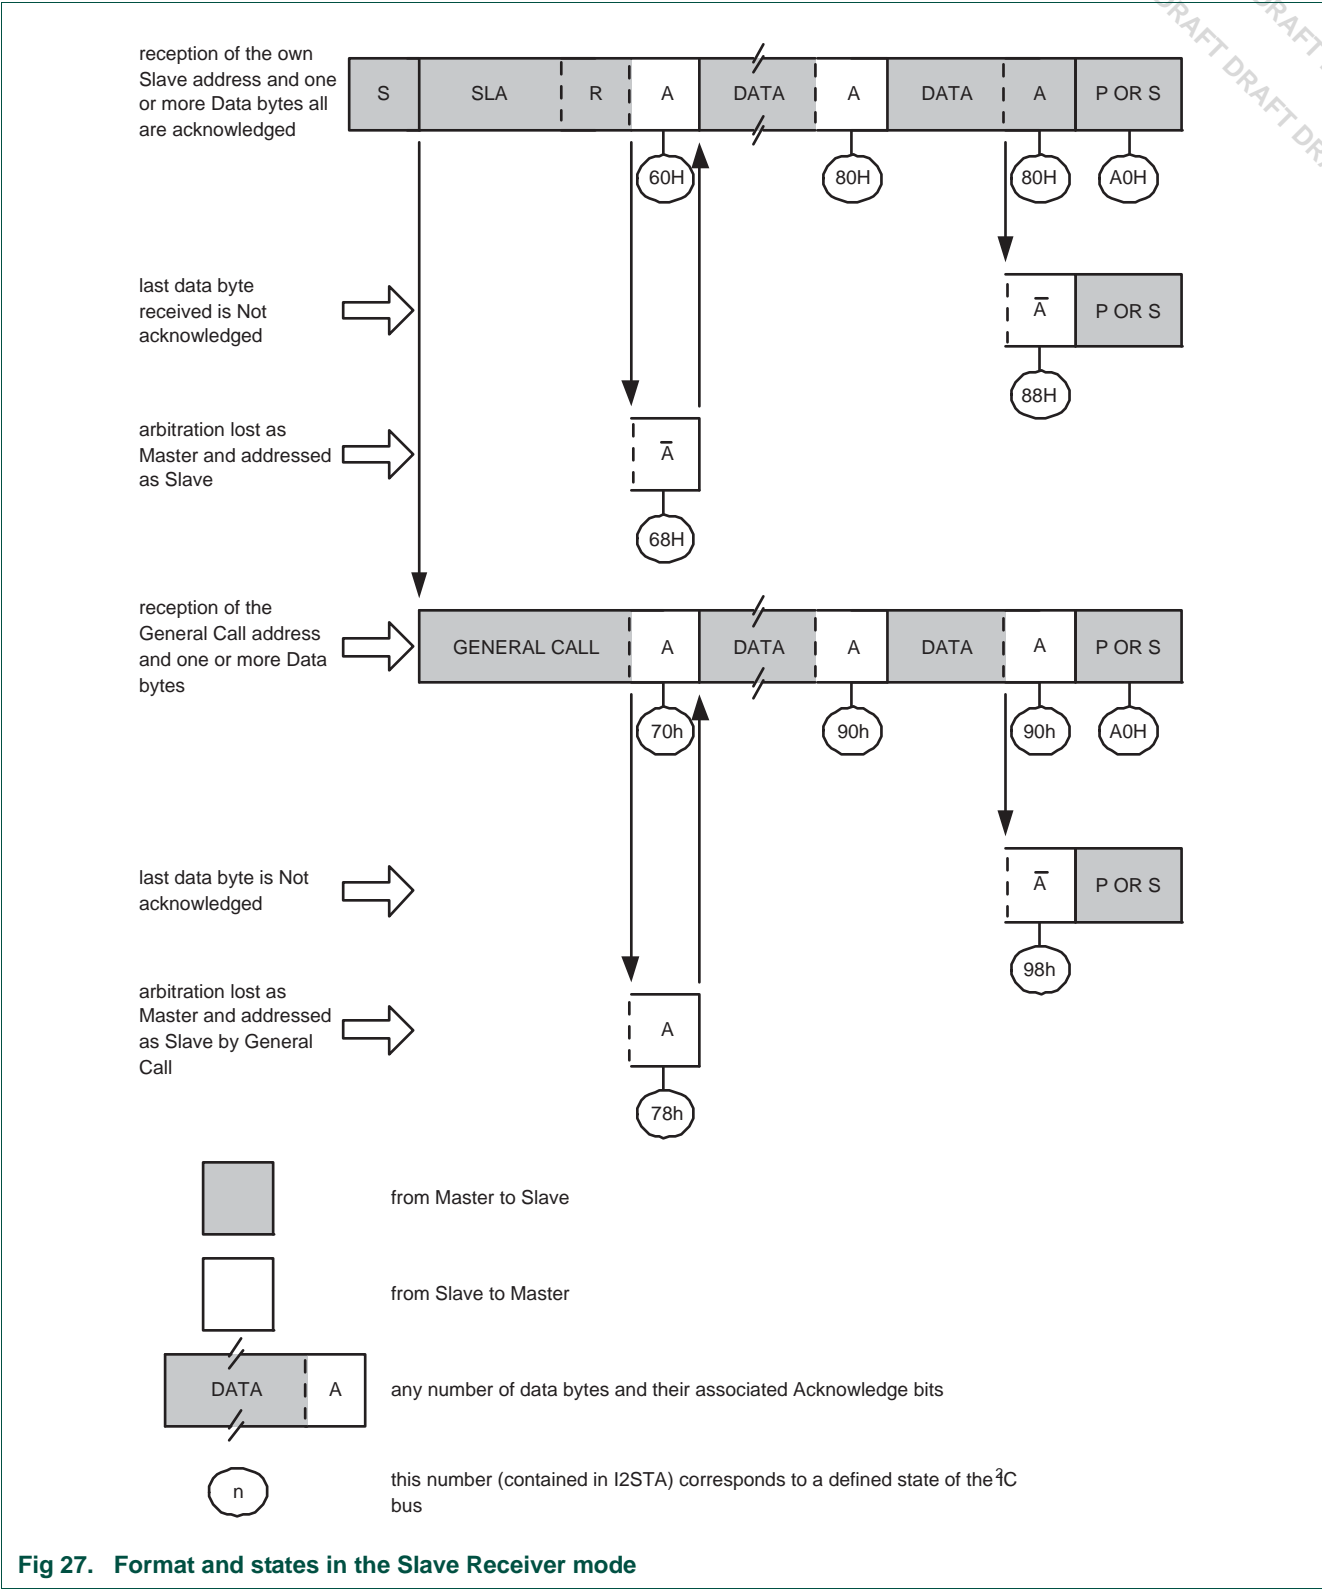 DRAFT DRAFT DRA
DRAFT
reception of the own
Slave address and one
or more Data bytes all
are acknowledged
S SLA R A DATA A DATA A P OR S
60H 80H 80H A0H
last data byte
received is Not
acknowledged
A̅ P OR S
88H
arbitration lost as
Master and addressed
as Slave
A̅
68H
reception of the
General Call address
and one or more Data
bytes
GENERAL CALL A DATA A DATA A P OR S
70h 90h 90h A0H
last data byte is Not
acknowledged
A̅ P OR S
98h
arbitration lost as
Master and addressed
as Slave by General
Call
A
78h
from Master to Slave
from Slave to Master
DATA A any number of data bytes and their associated Acknowledge bits
n this number (contained in I2STA) corresponds to a defined state of the I²C
bus
Fig 27. Format and states in the Slave Receiver mode